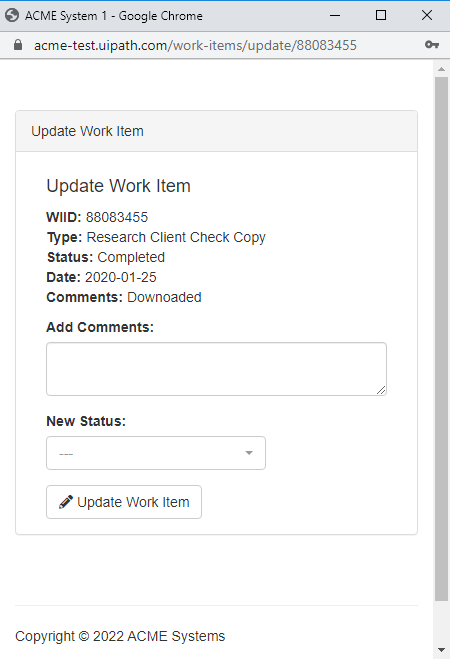 ACME System 1 - Google Chrome
acme-test.uipath.com/work-items/update/88083455
Update Work Item
Update Work Item
WIID: 88083455
Type: Research Client Check Copy
Status: Completed
Date: 2020-01-25
Comments: Downoaded
Add Comments:
New Status:
---
Update Work Item
Copyright © 2022 ACME Systems